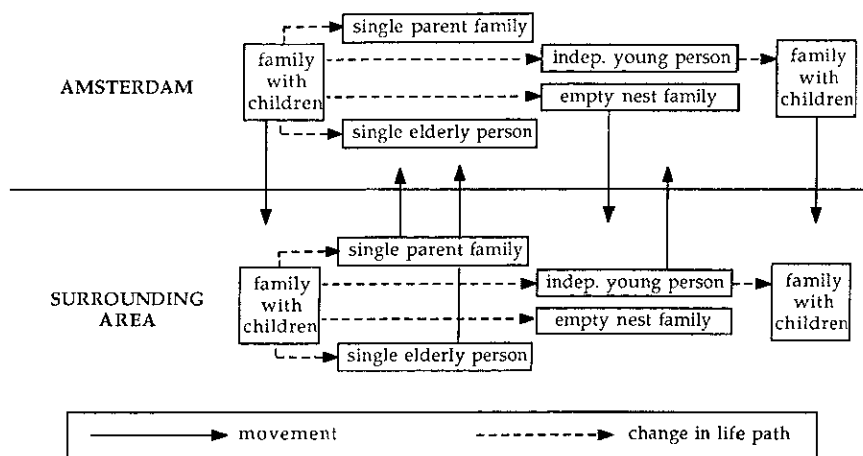 single parent family
family
with
children
indep. young person
family
with
children
AMSTERDAM
empty nest family
single elderly person
single parent family
family
with
children
indep. young person
family
with
children
SURROUNDING
AREA
empty nest family
single elderly person
movement
change in life path